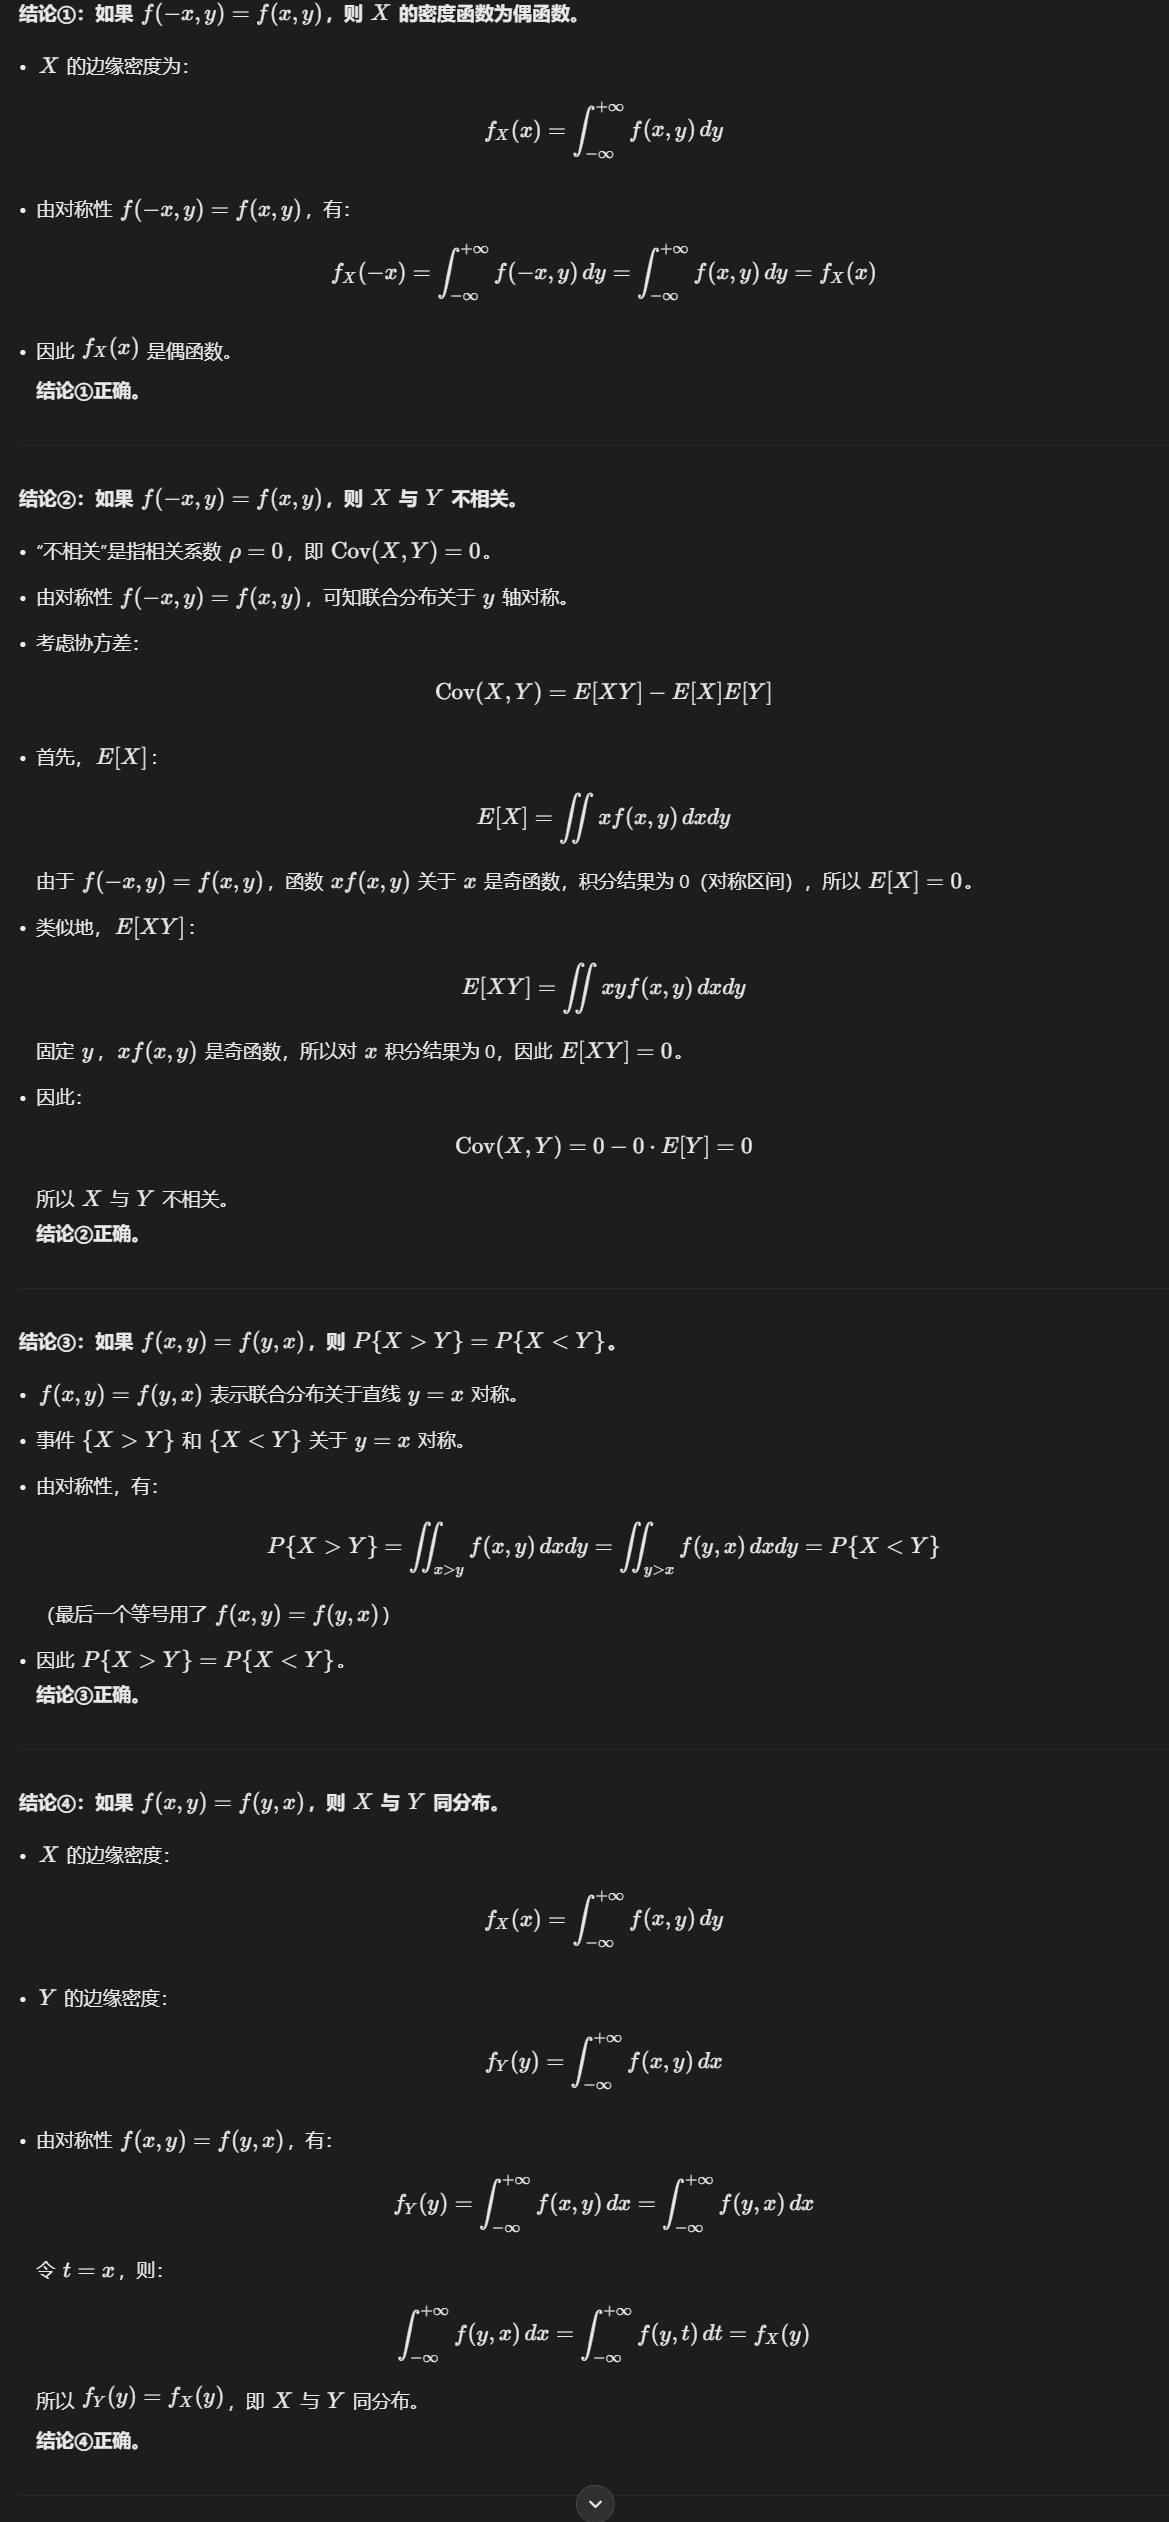 结论①：如果 f(−x, y) = f(x, y)，则 X 的密度函数为偶函数。
• X 的边缘密度为：
f_X(x) = ∫_{−∞}^{+∞} f(x, y) dy
• 由对称性 f(−x, y) = f(x, y)，有：
f_X(−x) = ∫_{−∞}^{+∞} f(−x, y) dy = ∫_{−∞}^{+∞} f(x, y) dy = f_X(x)
• 因此 f_X(x) 是偶函数。
结论①正确。
结论②：如果 f(−x, y) = f(x, y)，则 X 与 Y 不相关。
• “不相关”是指相关系数 ρ = 0，即 Cov(X, Y) = 0。
• 由对称性 f(−x, y) = f(x, y)，可知联合分布关于 y 轴对称。
• 考虑协方差：
Cov(X, Y) = E[XY] − E[X]E[Y]
• 首先，E[X]：
E[X] = ∬ xf(x, y) dxdy
由于 f(−x, y) = f(x, y)，函数 xf(x, y) 关于 x 是奇函数，积分结果为 0（对称区间），所以 E[X] = 0。
• 类似地，E[XY]：
E[XY] = ∬ xyf(x, y) dxdy
固定 y，xf(x, y) 是奇函数，所以对 x 积分结果为 0，因此 E[XY] = 0。
• 因此：
Cov(X, Y) = 0 − 0 · E[Y] = 0
所以 X 与 Y 不相关。
结论②正确。
结论③：如果 f(x, y) = f(y, x)，则 P{X > Y} = P{X < Y}。
• f(x, y) = f(y, x) 表示联合分布关于直线 y = x 对称。
• 事件 {X > Y} 和 {X < Y} 关于 y = x 对称。
• 由对称性，有：
P{X > Y} = ∬_{x>y} f(x, y) dxdy = ∬_{y>x} f(y, x) dxdy = P{X < Y}
（最后一个等号用了 f(x, y) = f(y, x)）
• 因此 P{X > Y} = P{X < Y}。
结论③正确。
结论④：如果 f(x, y) = f(y, x)，则 X 与 Y 同分布。
• X 的边缘密度：
f_X(x) = ∫_{−∞}^{+∞} f(x, y) dy
• Y 的边缘密度：
f_Y(y) = ∫_{−∞}^{+∞} f(x, y) dx
• 由对称性 f(x, y) = f(y, x)，有：
f_Y(y) = ∫_{−∞}^{+∞} f(x, y) dx = ∫_{−∞}^{+∞} f(y, x) dx
令 t = x，则：
∫_{−∞}^{+∞} f(y, x) dx = ∫_{−∞}^{+∞} f(y, t) dt = f_X(y)
所以 f_Y(y) = f_X(y)，即 X 与 Y 同分布。
结论④正确。